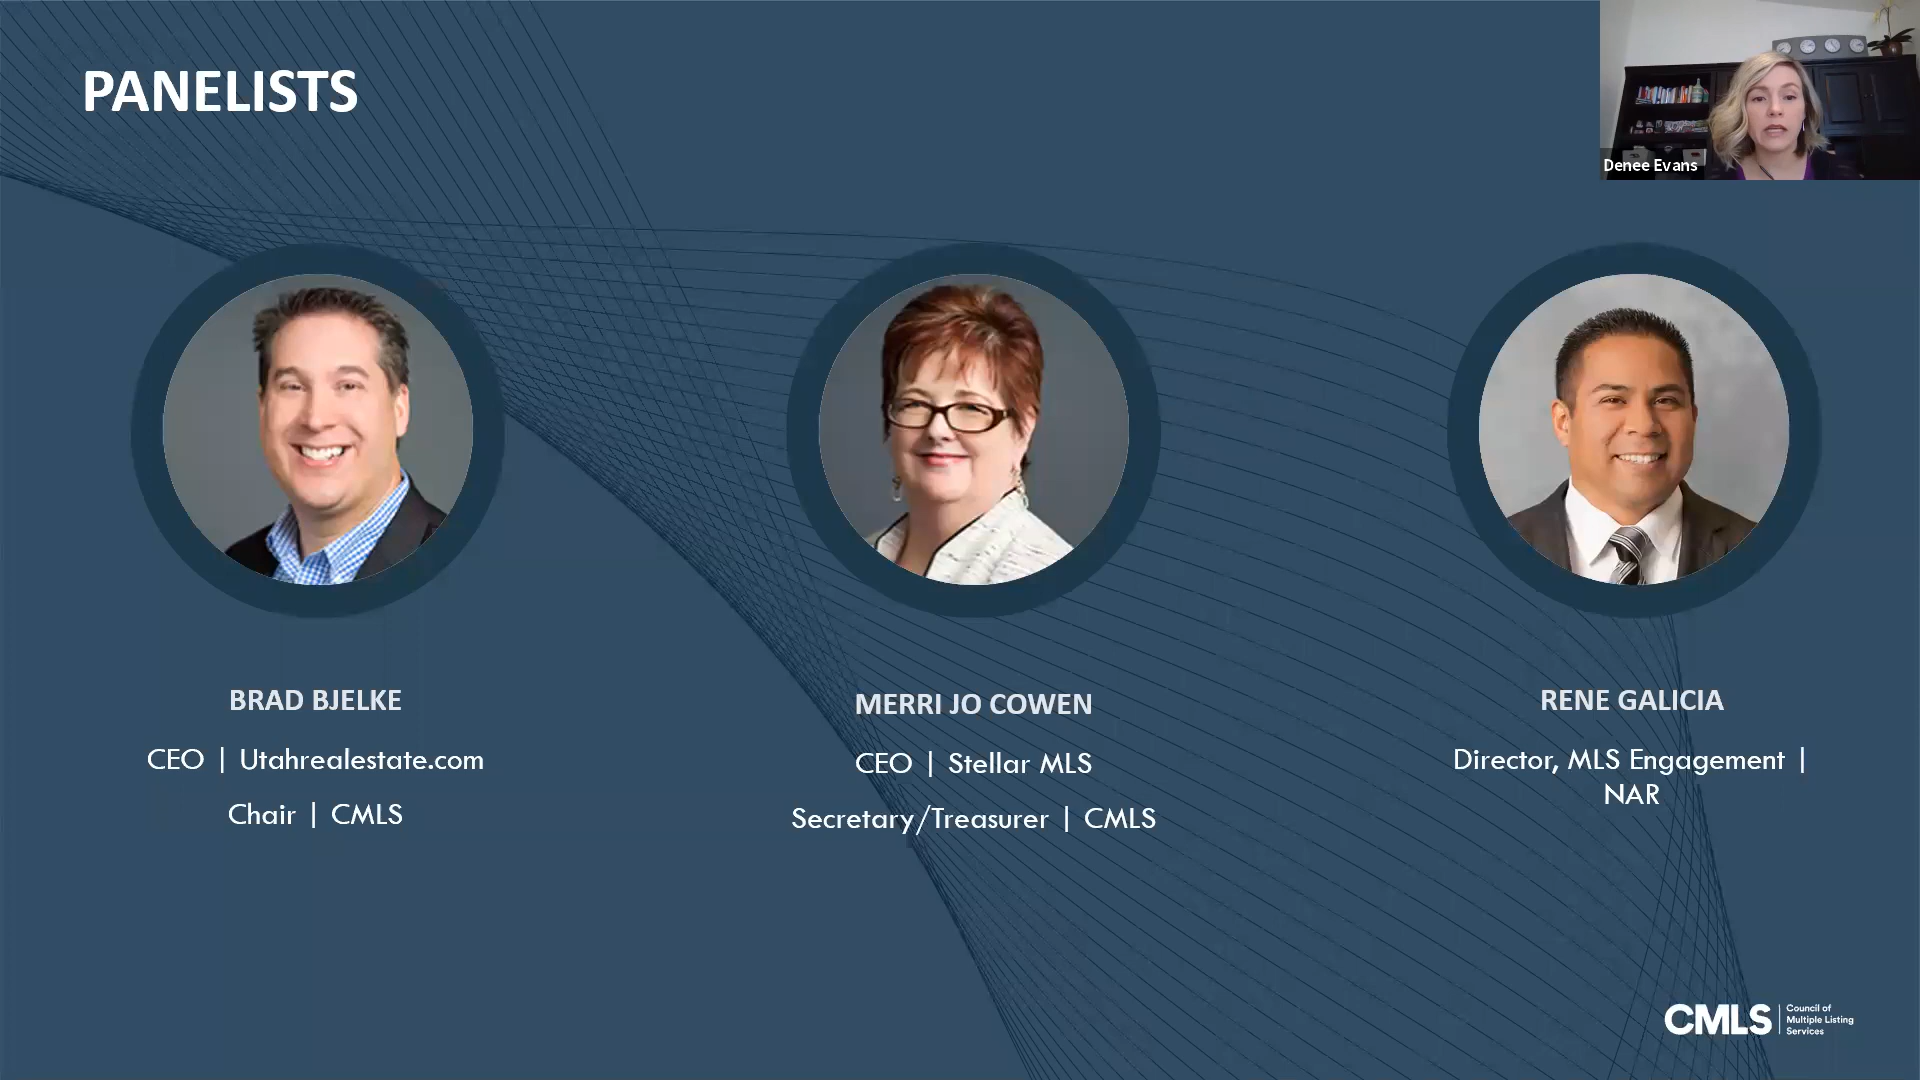 PANELISTS
Denee Evans
BRAD BJELKE
CEO | Utahrealestate.com
Chair | CMLS
MERRI JO COWEN
CEO | Stellar MLS
Secretary/Treasurer | CMLS
RENE GALICIA
Director, MLS Engagement |
NAR
CMLS
Council of
Multiple Listing
Services